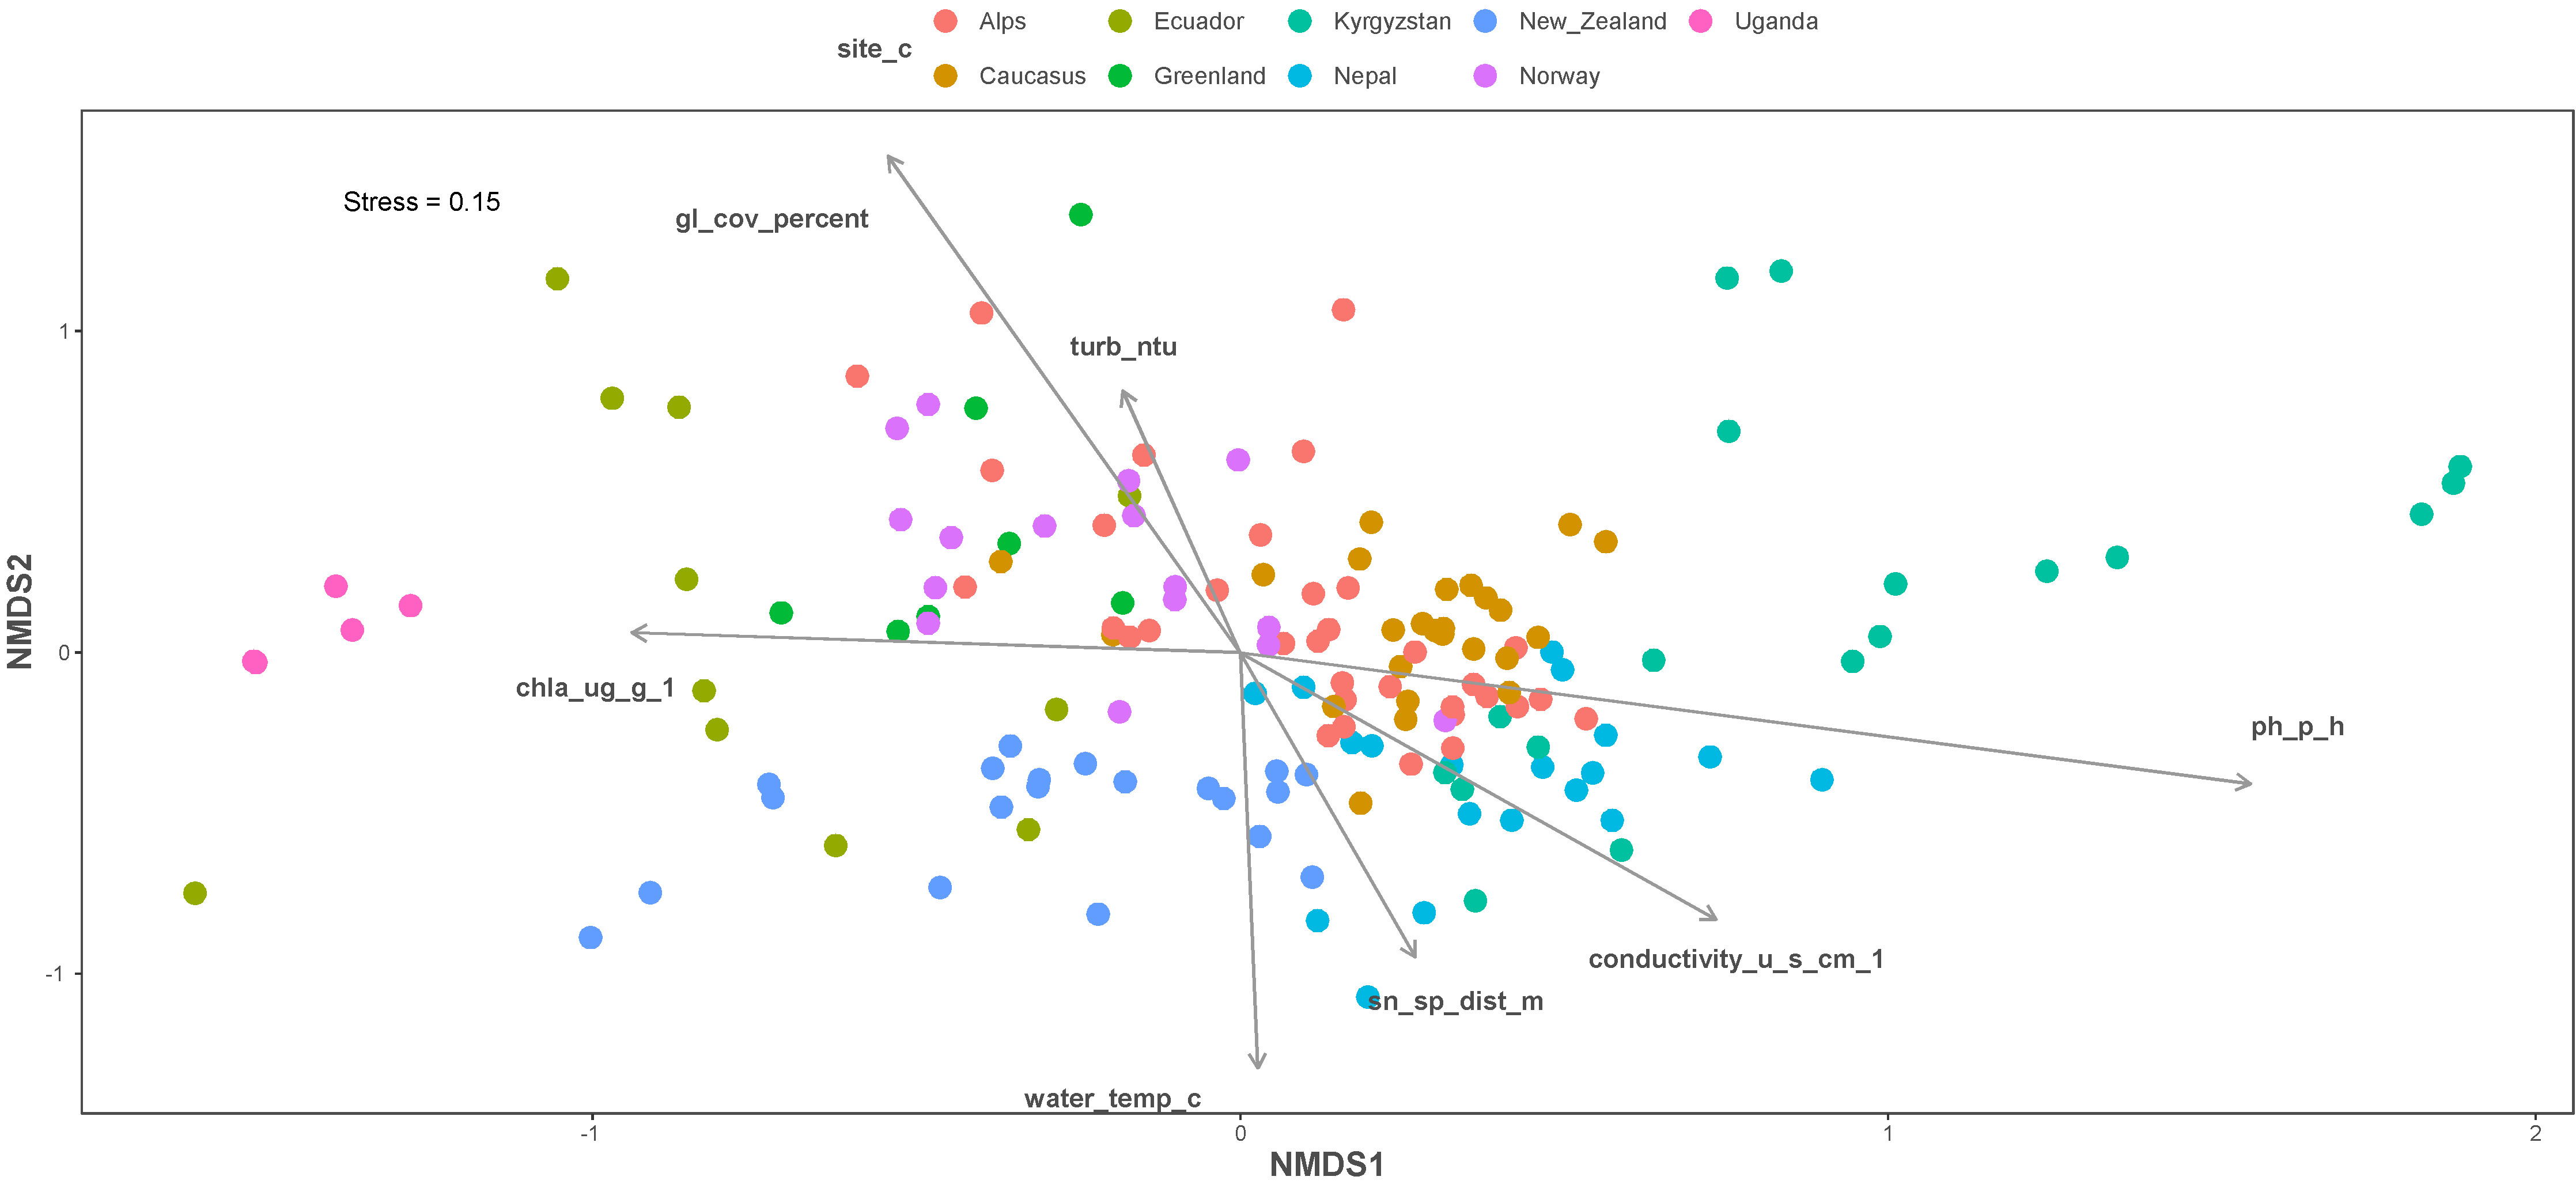 Alps Ecuador Kyrgyzstan New_Zealand Uganda
site_c
Caucasus Greenland Nepal Norway
Stress = 0.15
gl_cov_percent
1
turb_ntu
NMDS2
0
chla_ug_g_1
ph_p_h
conductivity_u_s_cm_1
-1
sn_sp_dist_m
water_temp_c
-1 0 1 2
NMDS1